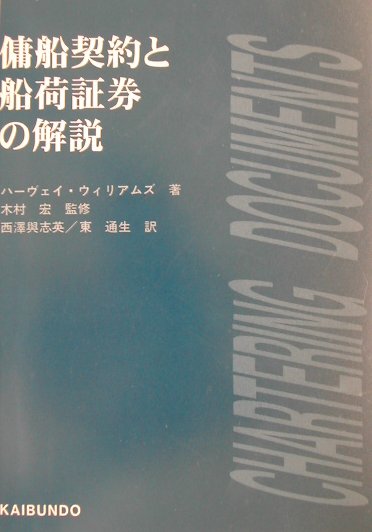 傭船契約と
船荷証券
の解説
ハーヴェイ・ウィリアムズ 著
木村 宏 監修
西澤與志英／東 通生 訳
CHARTERING DOCUMENTS
KAIBUNDO